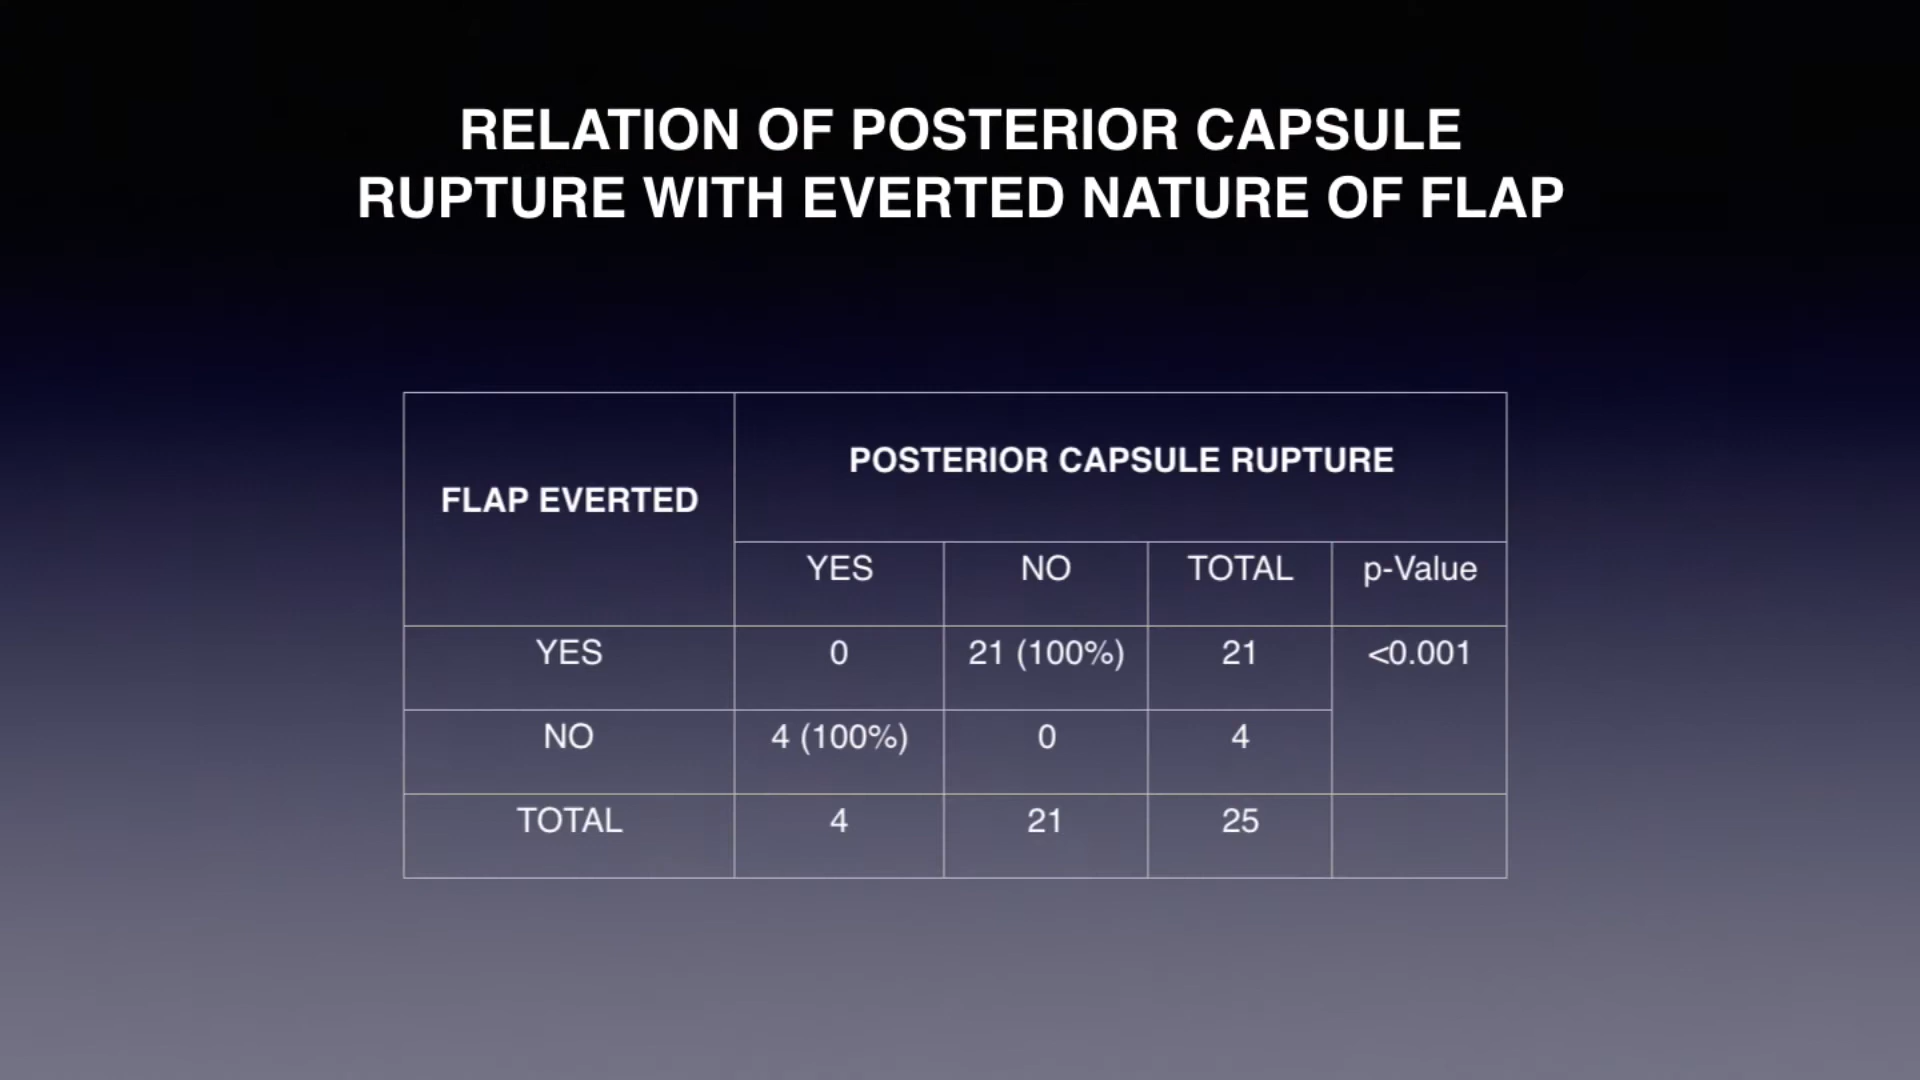 RELATION OF POSTERIOR CAPSULE
RUPTURE WITH EVERTED NATURE OF FLAP
FLAP EVERTED
POSTERIOR CAPSULE RUPTURE
YES NO TOTAL p-Value
YES 0 21 (100%) 21 <0.001
NO 4 (100%) 0 4
TOTAL 4 21 25